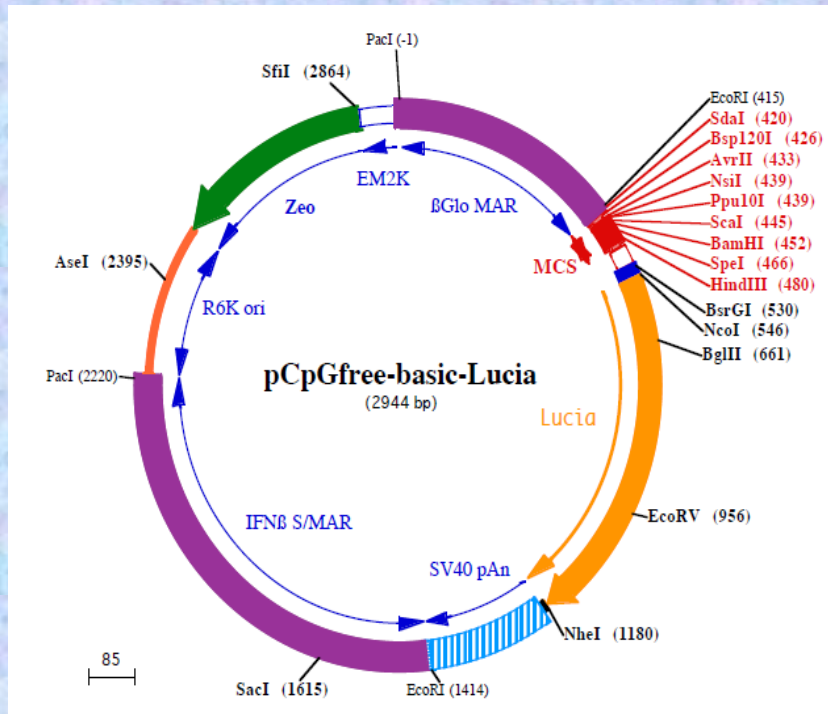 PacI (-1)
SfiI (2864)
EcoRI (415)
SdaI (420)
Bsp120I (426)
AvrII (433)
NsiI (439)
Ppu10I (439)
ScaI (445)
BamHI (452)
SpeI (466)
HindIII (480)
BsrGI (530)
NcoI (546)
BglII (661)
EM2K
ßGlo MAR
Zeo
MCS
AseI (2395)
R6K ori
PacI (2220)
pCpGfree-basic-Lucia
(2944 bp)
Lucia
IFNß S/MAR
EcoRV (956)
SV40 pAn
NheI (1180)
85
SacI (1615)
EcoRI (1414)